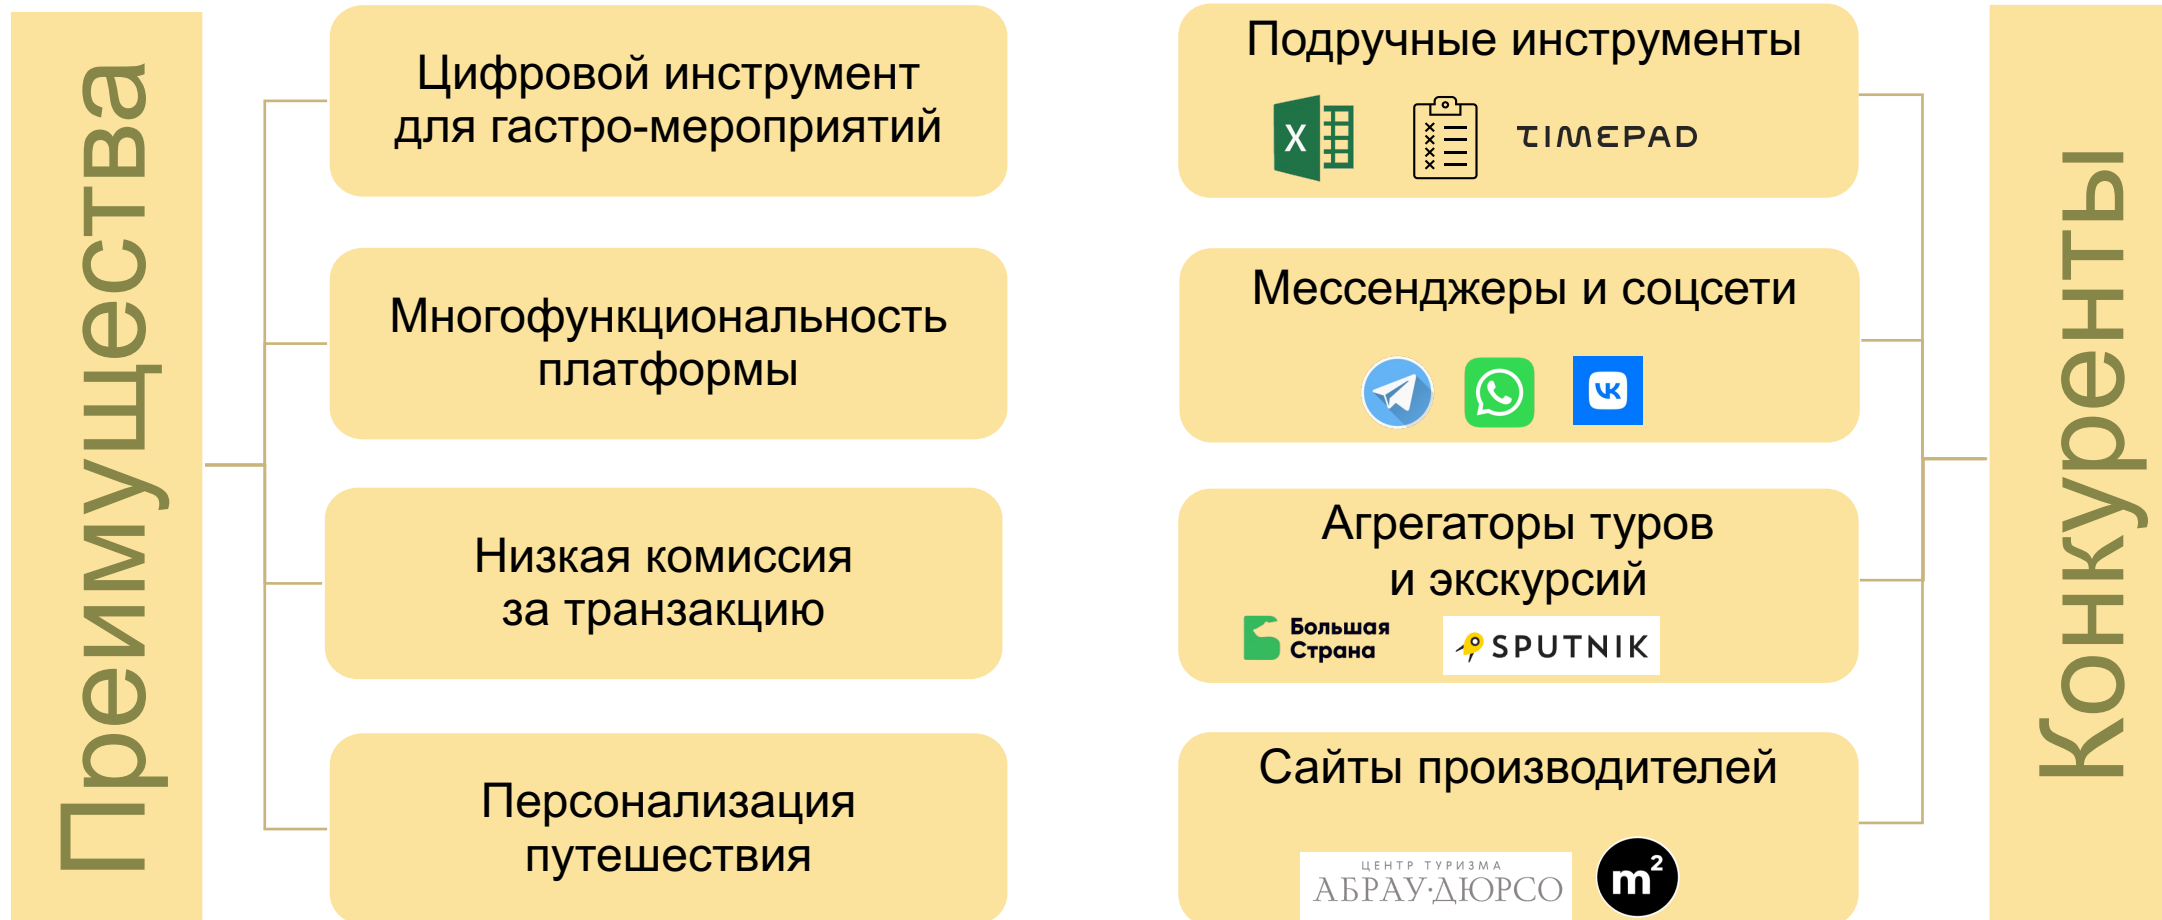 Преимущества
Цифровой инструмент
для гастро-мероприятий
Многофункциональность
платформы
Низкая комиссия
за транзакцию
Персонализация
путешествия
Подручные инструменты
X
TIMEPAD
Мессенджеры и соцсети
VK
Агрегаторы туров
и экскурсий
Большая
Страна
SPUTNIK
Сайты производителей
ЦЕНТР ТУРИЗМА
АБРАУ·ДЮРСО
m²
Конкуренты